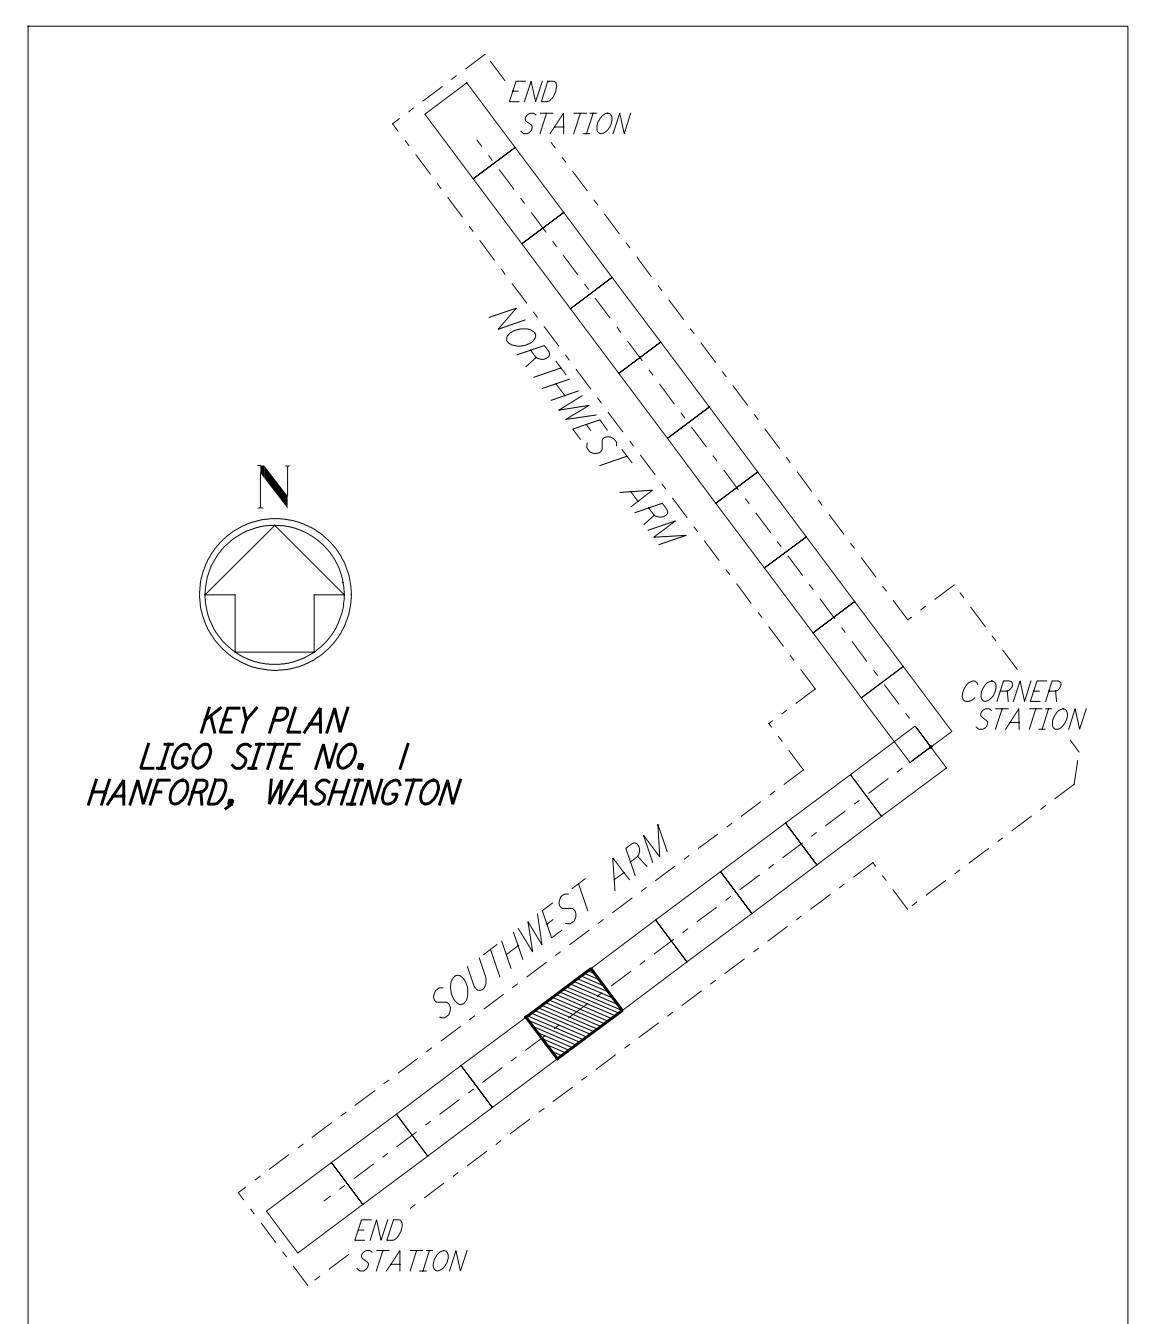 END
STATION
NORTHWEST ARM
N
CORNER
STATION
KEY PLAN
LIGO SITE NO. 1
HANFORD, WASHINGTON
SOUTHWEST ARM
END
STATION